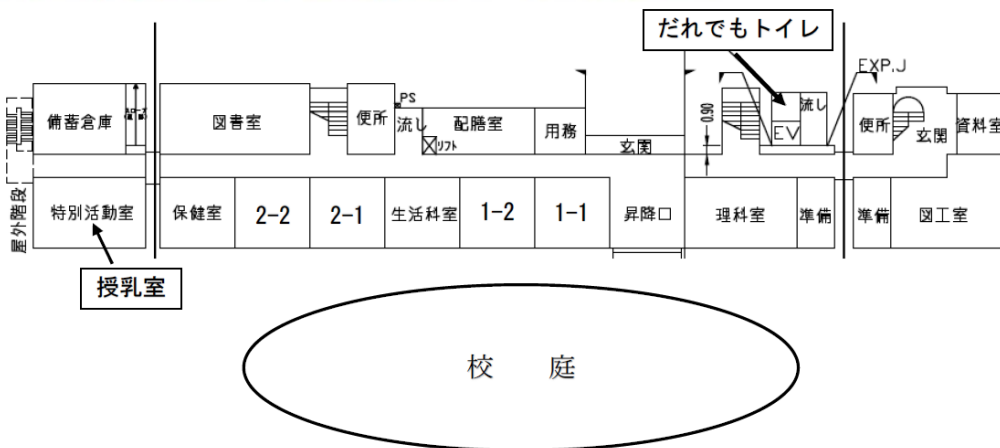 だれでもトイレ
EXP.J
備蓄倉庫
図書室
便所
PS
流し
リフト
配膳室
用務
玄関
0.90
EV
流し
便所
玄関
資料室
屋外階段
特別活動室
保健室
2-2
2-1
生活科室
1-2
1-1
昇降口
理科室
準備
準備
図工室
授乳室
校 庭